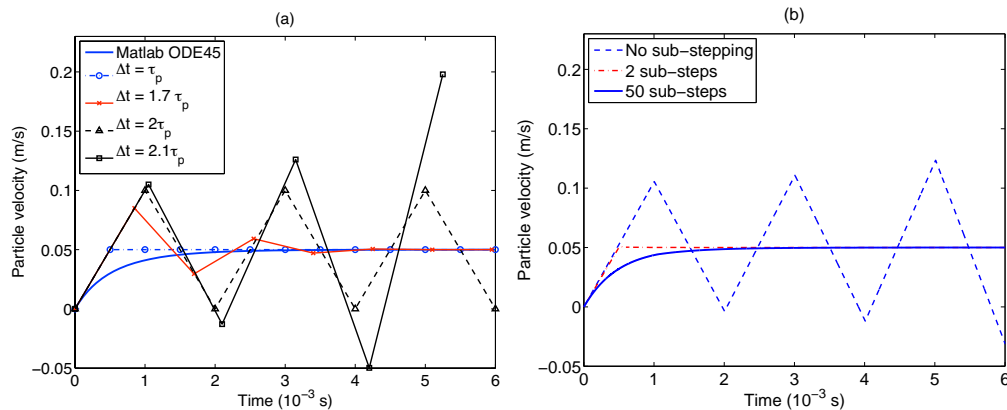 (a)
Particle velocity (m/s)
0.2
0.15
0.1
0.05
0
−0.05
Matlab ODE45
Δt = τp
Δt = 1.7 τp
Δt = 2τp
Δt = 2.1τp
0 1 2 3 4 5 6
Time (10⁻³ s)
(b)
Particle velocity (m/s)
0.2
0.15
0.1
0.05
0
−0.05
No sub−stepping
2 sub−steps
50 sub−steps
0 1 2 3 4 5 6
Time (10⁻³ s)